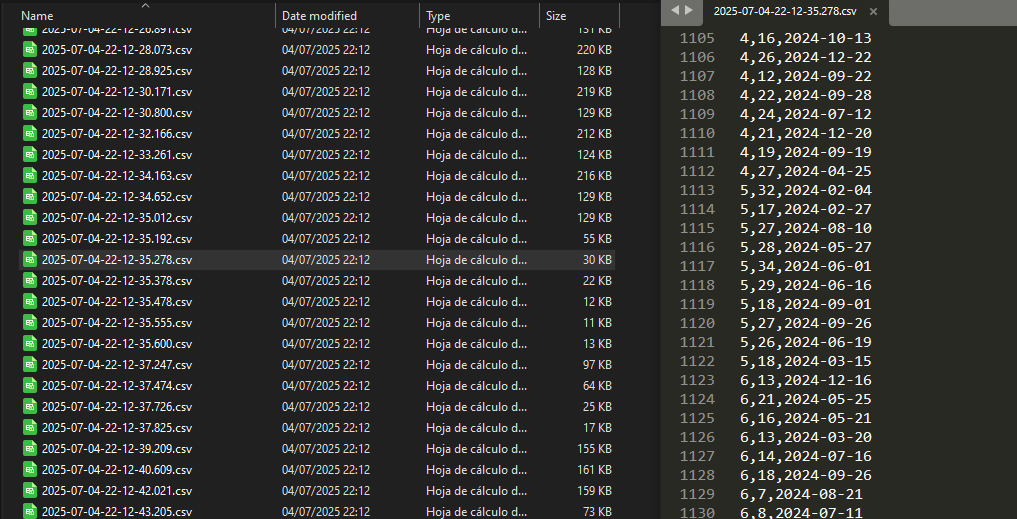 Name Date modified Type Size
2025-07-04-22-12-26.891.csv 04/07/2025 22:12 Hoja de cálculo d... 131 KB
2025-07-04-22-12-28.073.csv 04/07/2025 22:12 Hoja de cálculo d... 220 KB
2025-07-04-22-12-28.925.csv 04/07/2025 22:12 Hoja de cálculo d... 128 KB
2025-07-04-22-12-30.171.csv 04/07/2025 22:12 Hoja de cálculo d... 219 KB
2025-07-04-22-12-30.800.csv 04/07/2025 22:12 Hoja de cálculo d... 129 KB
2025-07-04-22-12-32.166.csv 04/07/2025 22:12 Hoja de cálculo d... 212 KB
2025-07-04-22-12-33.261.csv 04/07/2025 22:12 Hoja de cálculo d... 124 KB
2025-07-04-22-12-34.163.csv 04/07/2025 22:12 Hoja de cálculo d... 216 KB
2025-07-04-22-12-34.652.csv 04/07/2025 22:12 Hoja de cálculo d... 129 KB
2025-07-04-22-12-35.012.csv 04/07/2025 22:12 Hoja de cálculo d... 129 KB
2025-07-04-22-12-35.192.csv 04/07/2025 22:12 Hoja de cálculo d... 55 KB
2025-07-04-22-12-35.278.csv 04/07/2025 22:12 Hoja de cálculo d... 30 KB
2025-07-04-22-12-35.378.csv 04/07/2025 22:12 Hoja de cálculo d... 22 KB
2025-07-04-22-12-35.478.csv 04/07/2025 22:12 Hoja de cálculo d... 12 KB
2025-07-04-22-12-35.555.csv 04/07/2025 22:12 Hoja de cálculo d... 11 KB
2025-07-04-22-12-35.600.csv 04/07/2025 22:12 Hoja de cálculo d... 13 KB
2025-07-04-22-12-37.247.csv 04/07/2025 22:12 Hoja de cálculo d... 97 KB
2025-07-04-22-12-37.474.csv 04/07/2025 22:12 Hoja de cálculo d... 64 KB
2025-07-04-22-12-37.726.csv 04/07/2025 22:12 Hoja de cálculo d... 25 KB
2025-07-04-22-12-37.825.csv 04/07/2025 22:12 Hoja de cálculo d... 17 KB
2025-07-04-22-12-39.209.csv 04/07/2025 22:12 Hoja de cálculo d... 155 KB
2025-07-04-22-12-40.609.csv 04/07/2025 22:12 Hoja de cálculo d... 161 KB
2025-07-04-22-12-42.021.csv 04/07/2025 22:12 Hoja de cálculo d... 159 KB
2025-07-04-22-12-43.205.csv 04/07/2025 22:12 Hoja de cálculo d... 73 KB
2025-07-04-22-12-35.278.csv
1105 4,16,2024-10-13
1106 4,26,2024-12-22
1107 4,12,2024-09-22
1108 4,22,2024-09-28
1109 4,24,2024-07-12
1110 4,21,2024-12-20
1111 4,19,2024-09-19
1112 4,27,2024-04-25
1113 5,32,2024-02-04
1114 5,17,2024-02-27
1115 5,27,2024-08-10
1116 5,28,2024-05-27
1117 5,34,2024-06-01
1118 5,29,2024-06-16
1119 5,18,2024-09-01
1120 5,27,2024-09-26
1121 5,26,2024-06-19
1122 5,18,2024-03-15
1123 6,13,2024-12-16
1124 6,21,2024-05-25
1125 6,16,2024-05-21
1126 6,13,2024-03-20
1127 6,14,2024-07-16
1128 6,18,2024-09-26
1129 6,7,2024-08-21
1130 6,8,2024-07-11